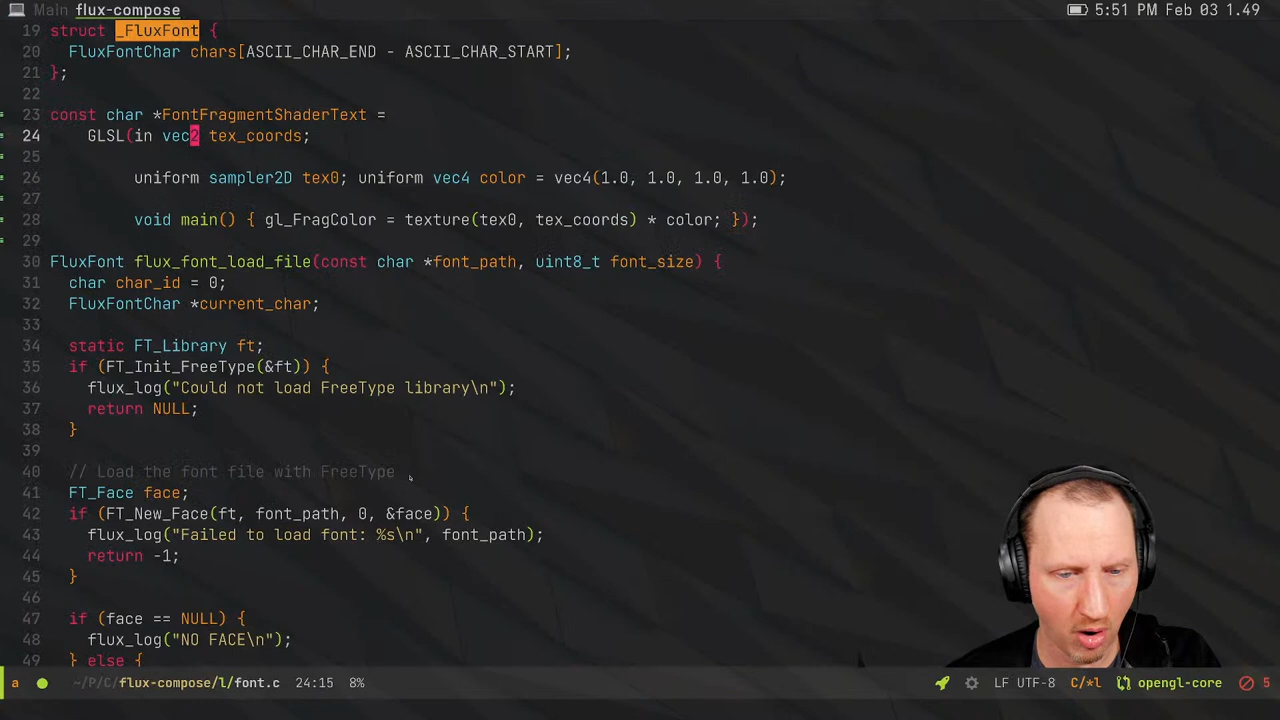 Main flux-compose 5:51 PM Feb 03 1.49
19 struct _FluxFont {
20 FluxFontChar chars[ASCII_CHAR_END - ASCII_CHAR_START];
21 };
22
23 const char *FontFragmentShaderText =
24 GLSL(in vec2 tex_coords;
25
26 uniform sampler2D tex0; uniform vec4 color = vec4(1.0, 1.0, 1.0, 1.0);
27
28 void main() { gl_FragColor = texture(tex0, tex_coords) * color; });
29
30 FluxFont flux_font_load_file(const char *font_path, uint8_t font_size) {
31 char char_id = 0;
32 FluxFontChar *current_char;
33
34 static FT_Library ft;
35 if (FT_Init_FreeType(&ft)) {
36 flux_log("Could not load FreeType library\n");
37 return NULL;
38 }
39
40 // Load the font file with FreeType
41 FT_Face face;
42 if (FT_New_Face(ft, font_path, 0, &face)) {
43 flux_log("Failed to load font: %s\n", font_path);
44 return -1;
45 }
46
47 if (face == NULL) {
48 flux_log("NO FACE\n");
49 } else {
a ~/P/C/flux-compose/l/font.c 24:15 8% LF UTF-8 C/*l opengl-core 5